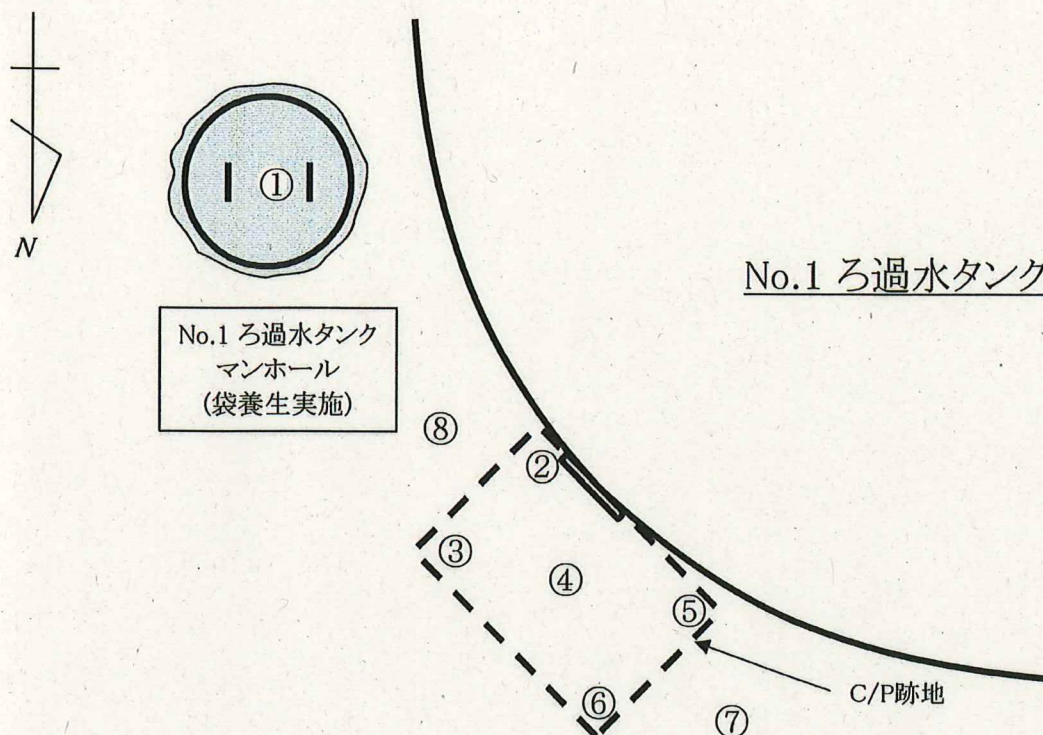 N
①
No.1 ろ過水タンク
No.1 ろ過水タンク
マンホール
(袋養生実施)
⑧
②
③
④
⑤
C/P跡地
⑥
⑦